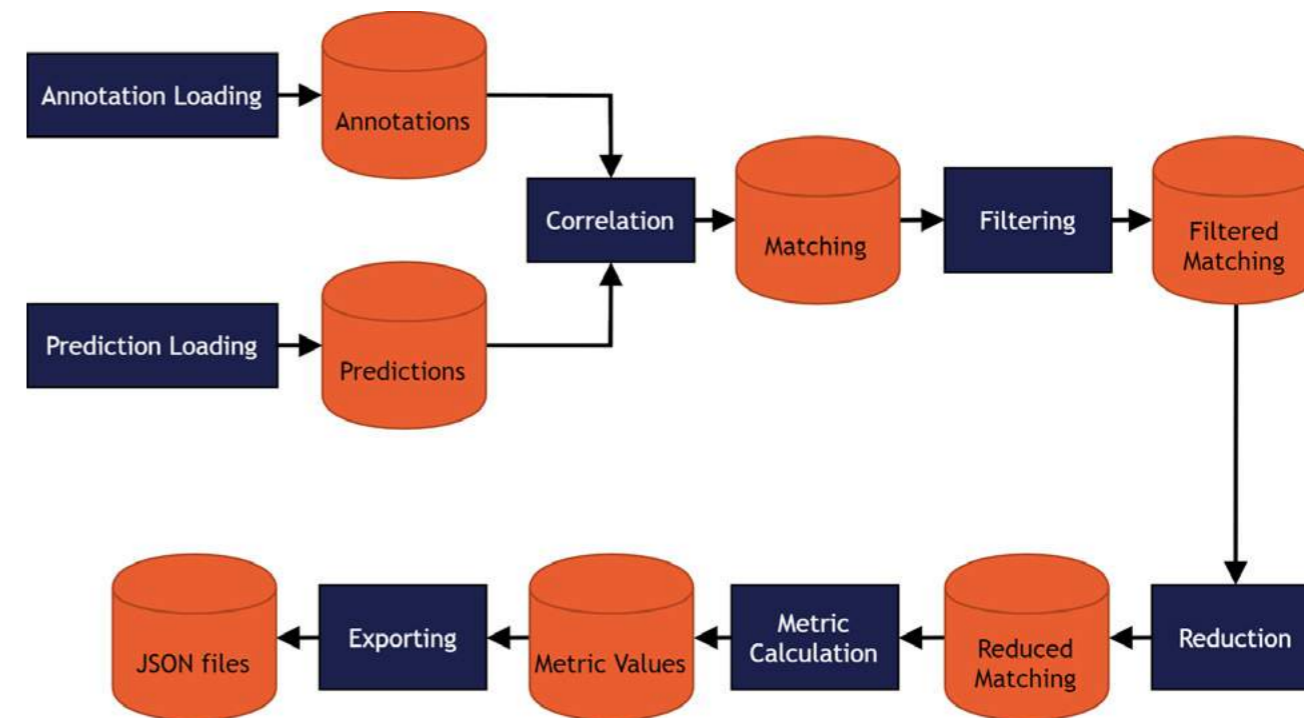 Annotation Loading
Annotations
Correlation
Matching
Filtering
Filtered
Matching
Prediction Loading
Predictions
JSON files
Exporting
Metric Values
Metric
Calculation
Reduced
Matching
Reduction